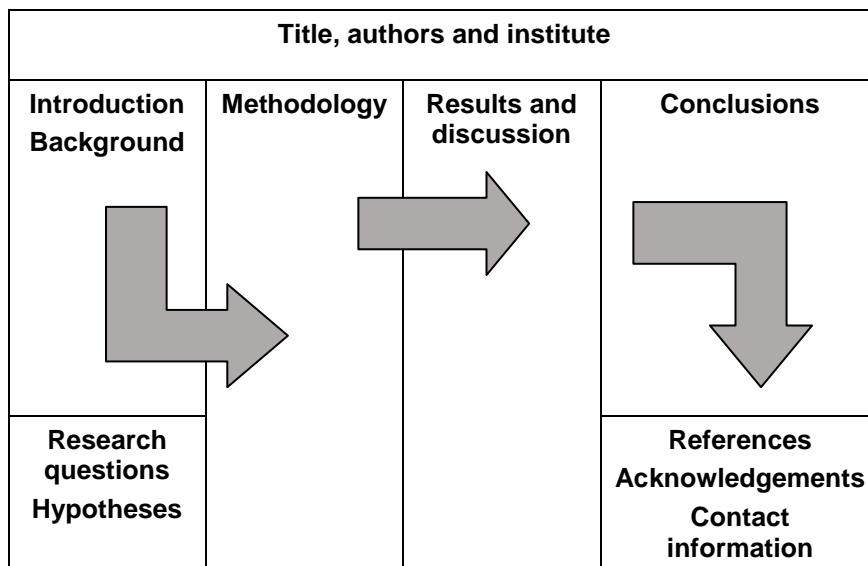 Title, authors and institute
Introduction
Background
Research
questions
Hypotheses
Methodology
Results and
discussion
Conclusions
References
Acknowledgements
Contact
information